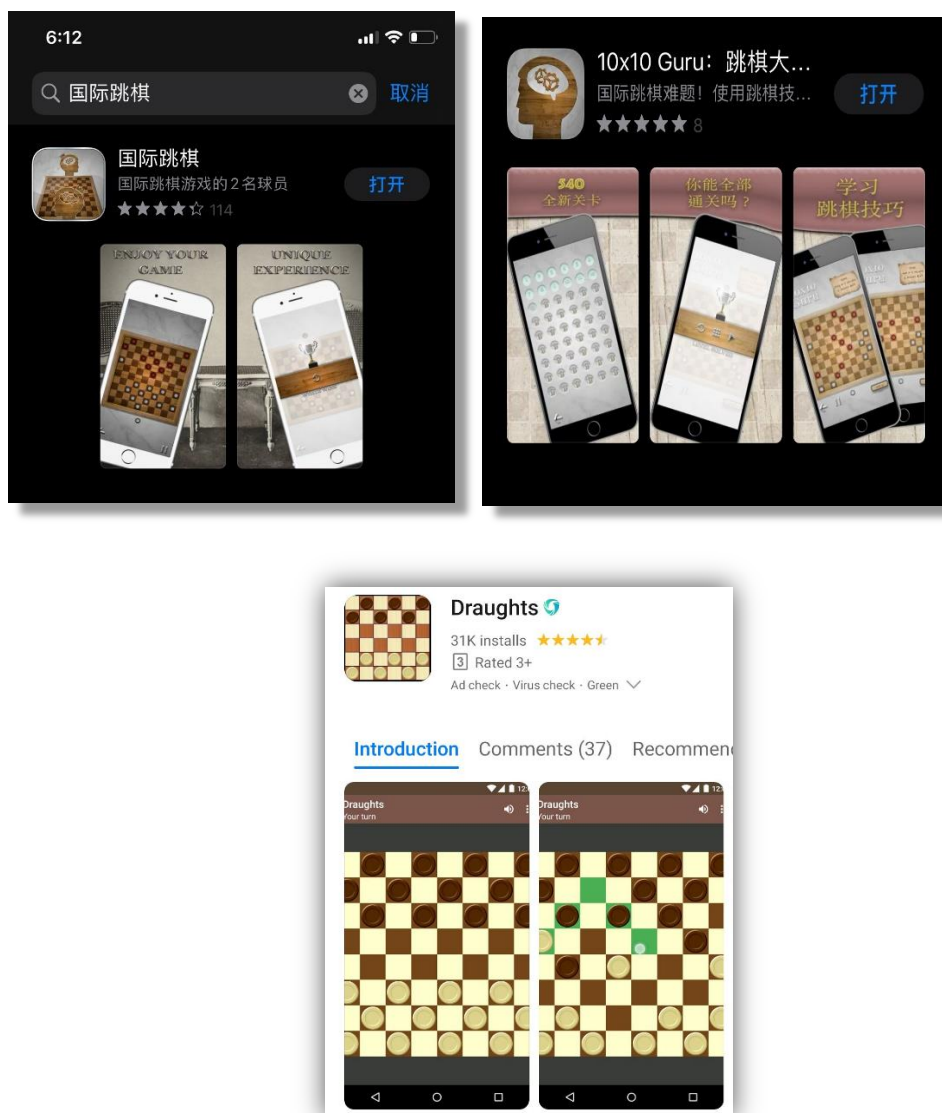 6:12
国际跳棋
取消
国际跳棋
国际跳棋游戏的2名球员
打开
114
ENJOY YOUR
GAME
UNIQUE
EXPERIENCE
10x10 Guru：跳棋大...
国际跳棋难题！使用跳棋技...
打开
8
540
全新关卡
你能全部
通关吗？
学习
跳棋技巧
Draughts
31K installs
3 Rated 3+
Ad check · Virus check · Green
Introduction
Comments (37)
Recommen
Draughts
Your turn
Draughts
Your turn